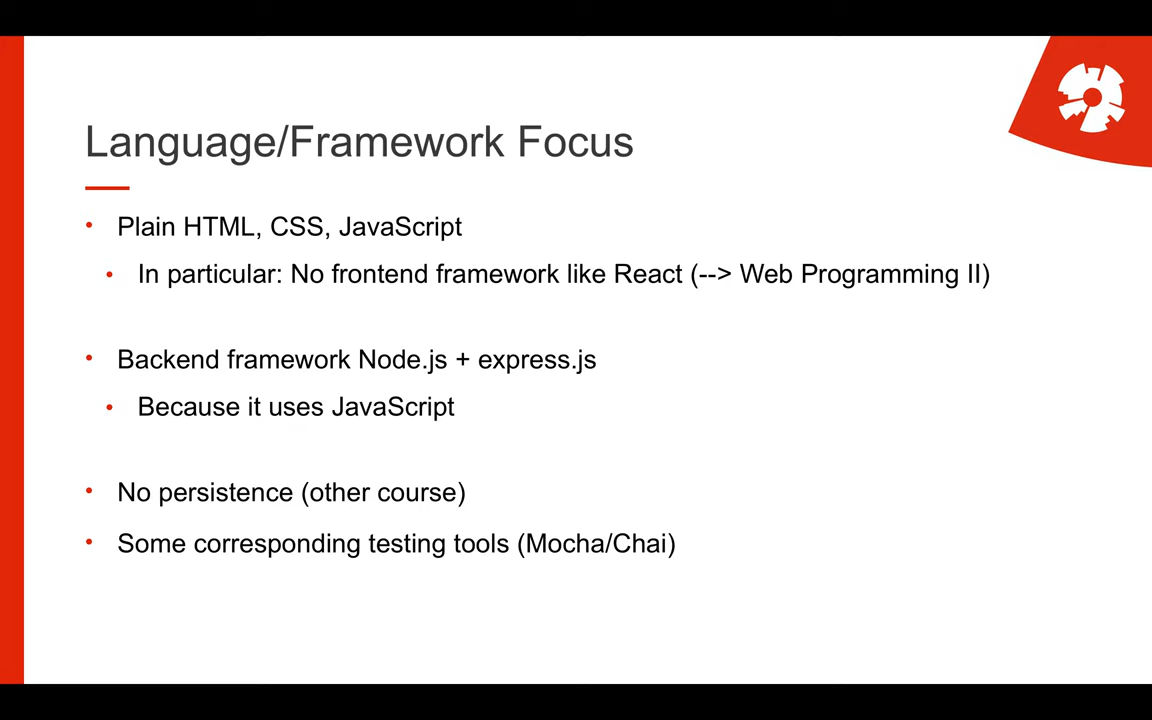 Language/Framework Focus
• Plain HTML, CSS, JavaScript
• In particular: No frontend framework like React (--> Web Programming II)
• Backend framework Node.js + express.js
• Because it uses JavaScript
• No persistence (other course)
• Some corresponding testing tools (Mocha/Chai)